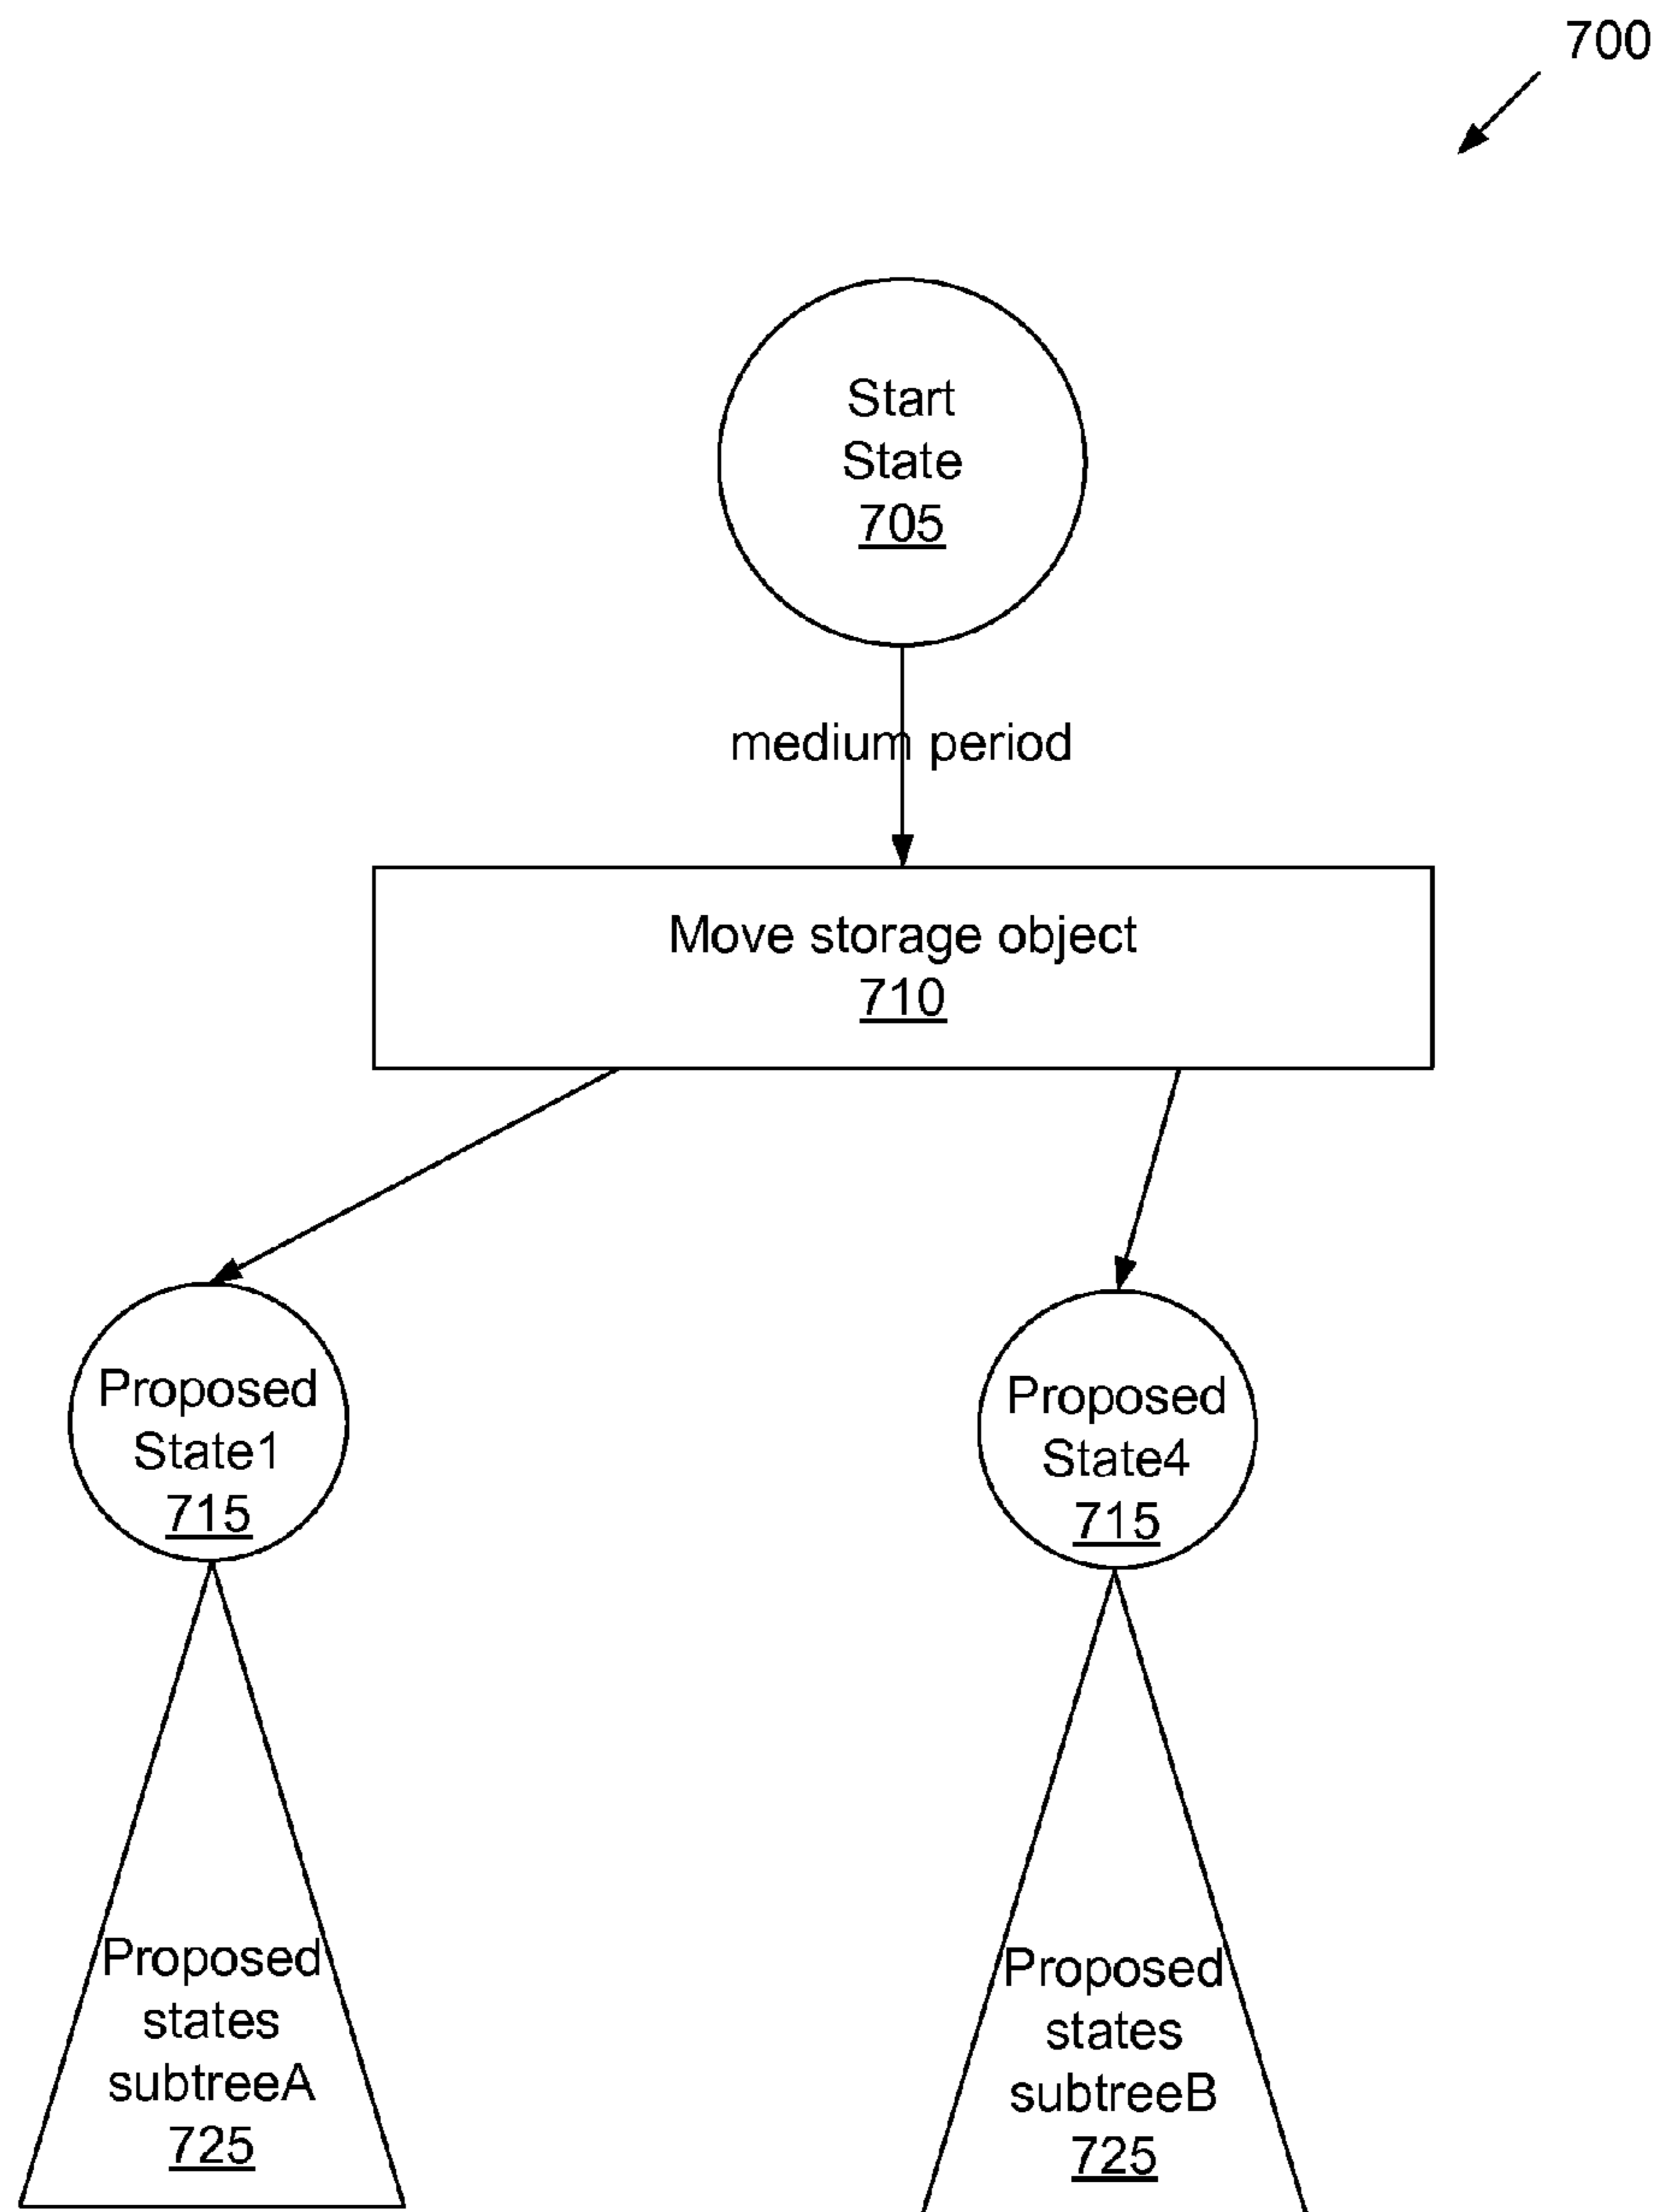 700
Start
State
705
medium period
Move storage object
710
Proposed
State1
715
Proposed
State4
715
Proposed
states
subtreeA
725
Proposed
states
subtreeB
725